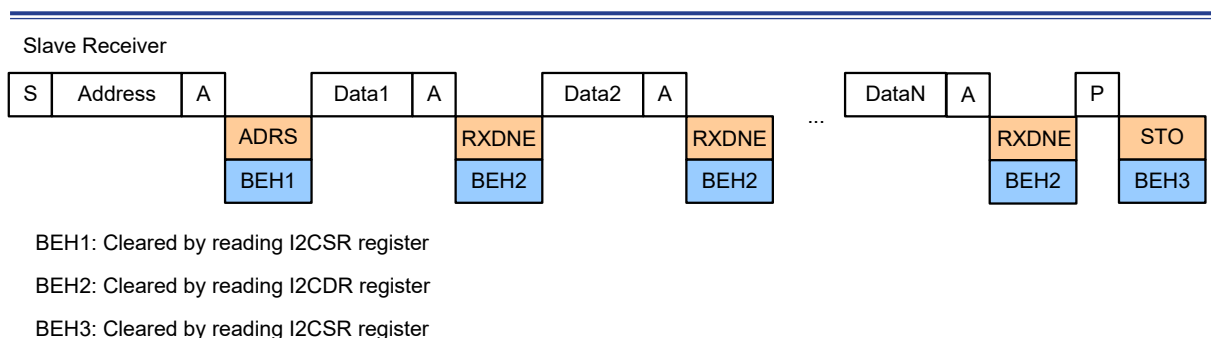 Slave Receiver
S Address A Data1 A Data2 A DataN A P
...
ADRS RXDNE RXDNE RXDNE STO
BEH1 BEH2 BEH2 BEH2 BEH3
BEH1: Cleared by reading I2CSR register
BEH2: Cleared by reading I2CDR register
BEH3: Cleared by reading I2CSR register